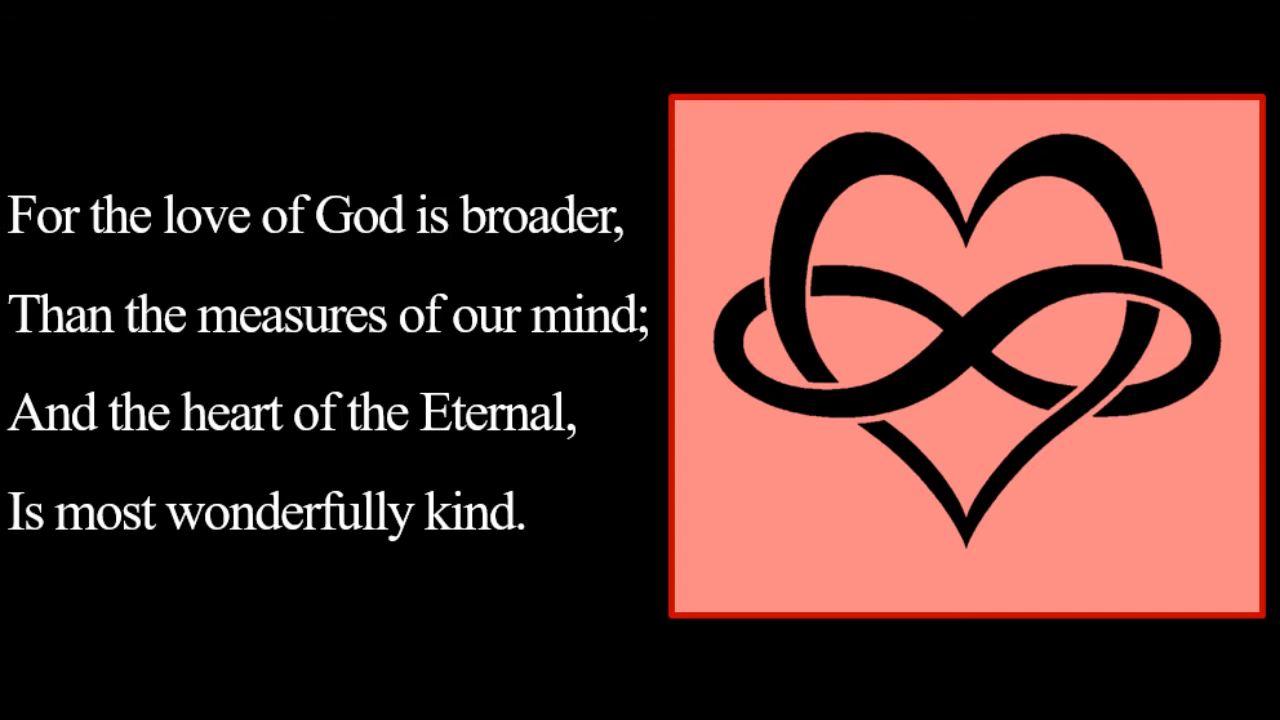 For the love of God is broader,
Than the measures of our mind;
And the heart of the Eternal,
Is most wonderfully kind.